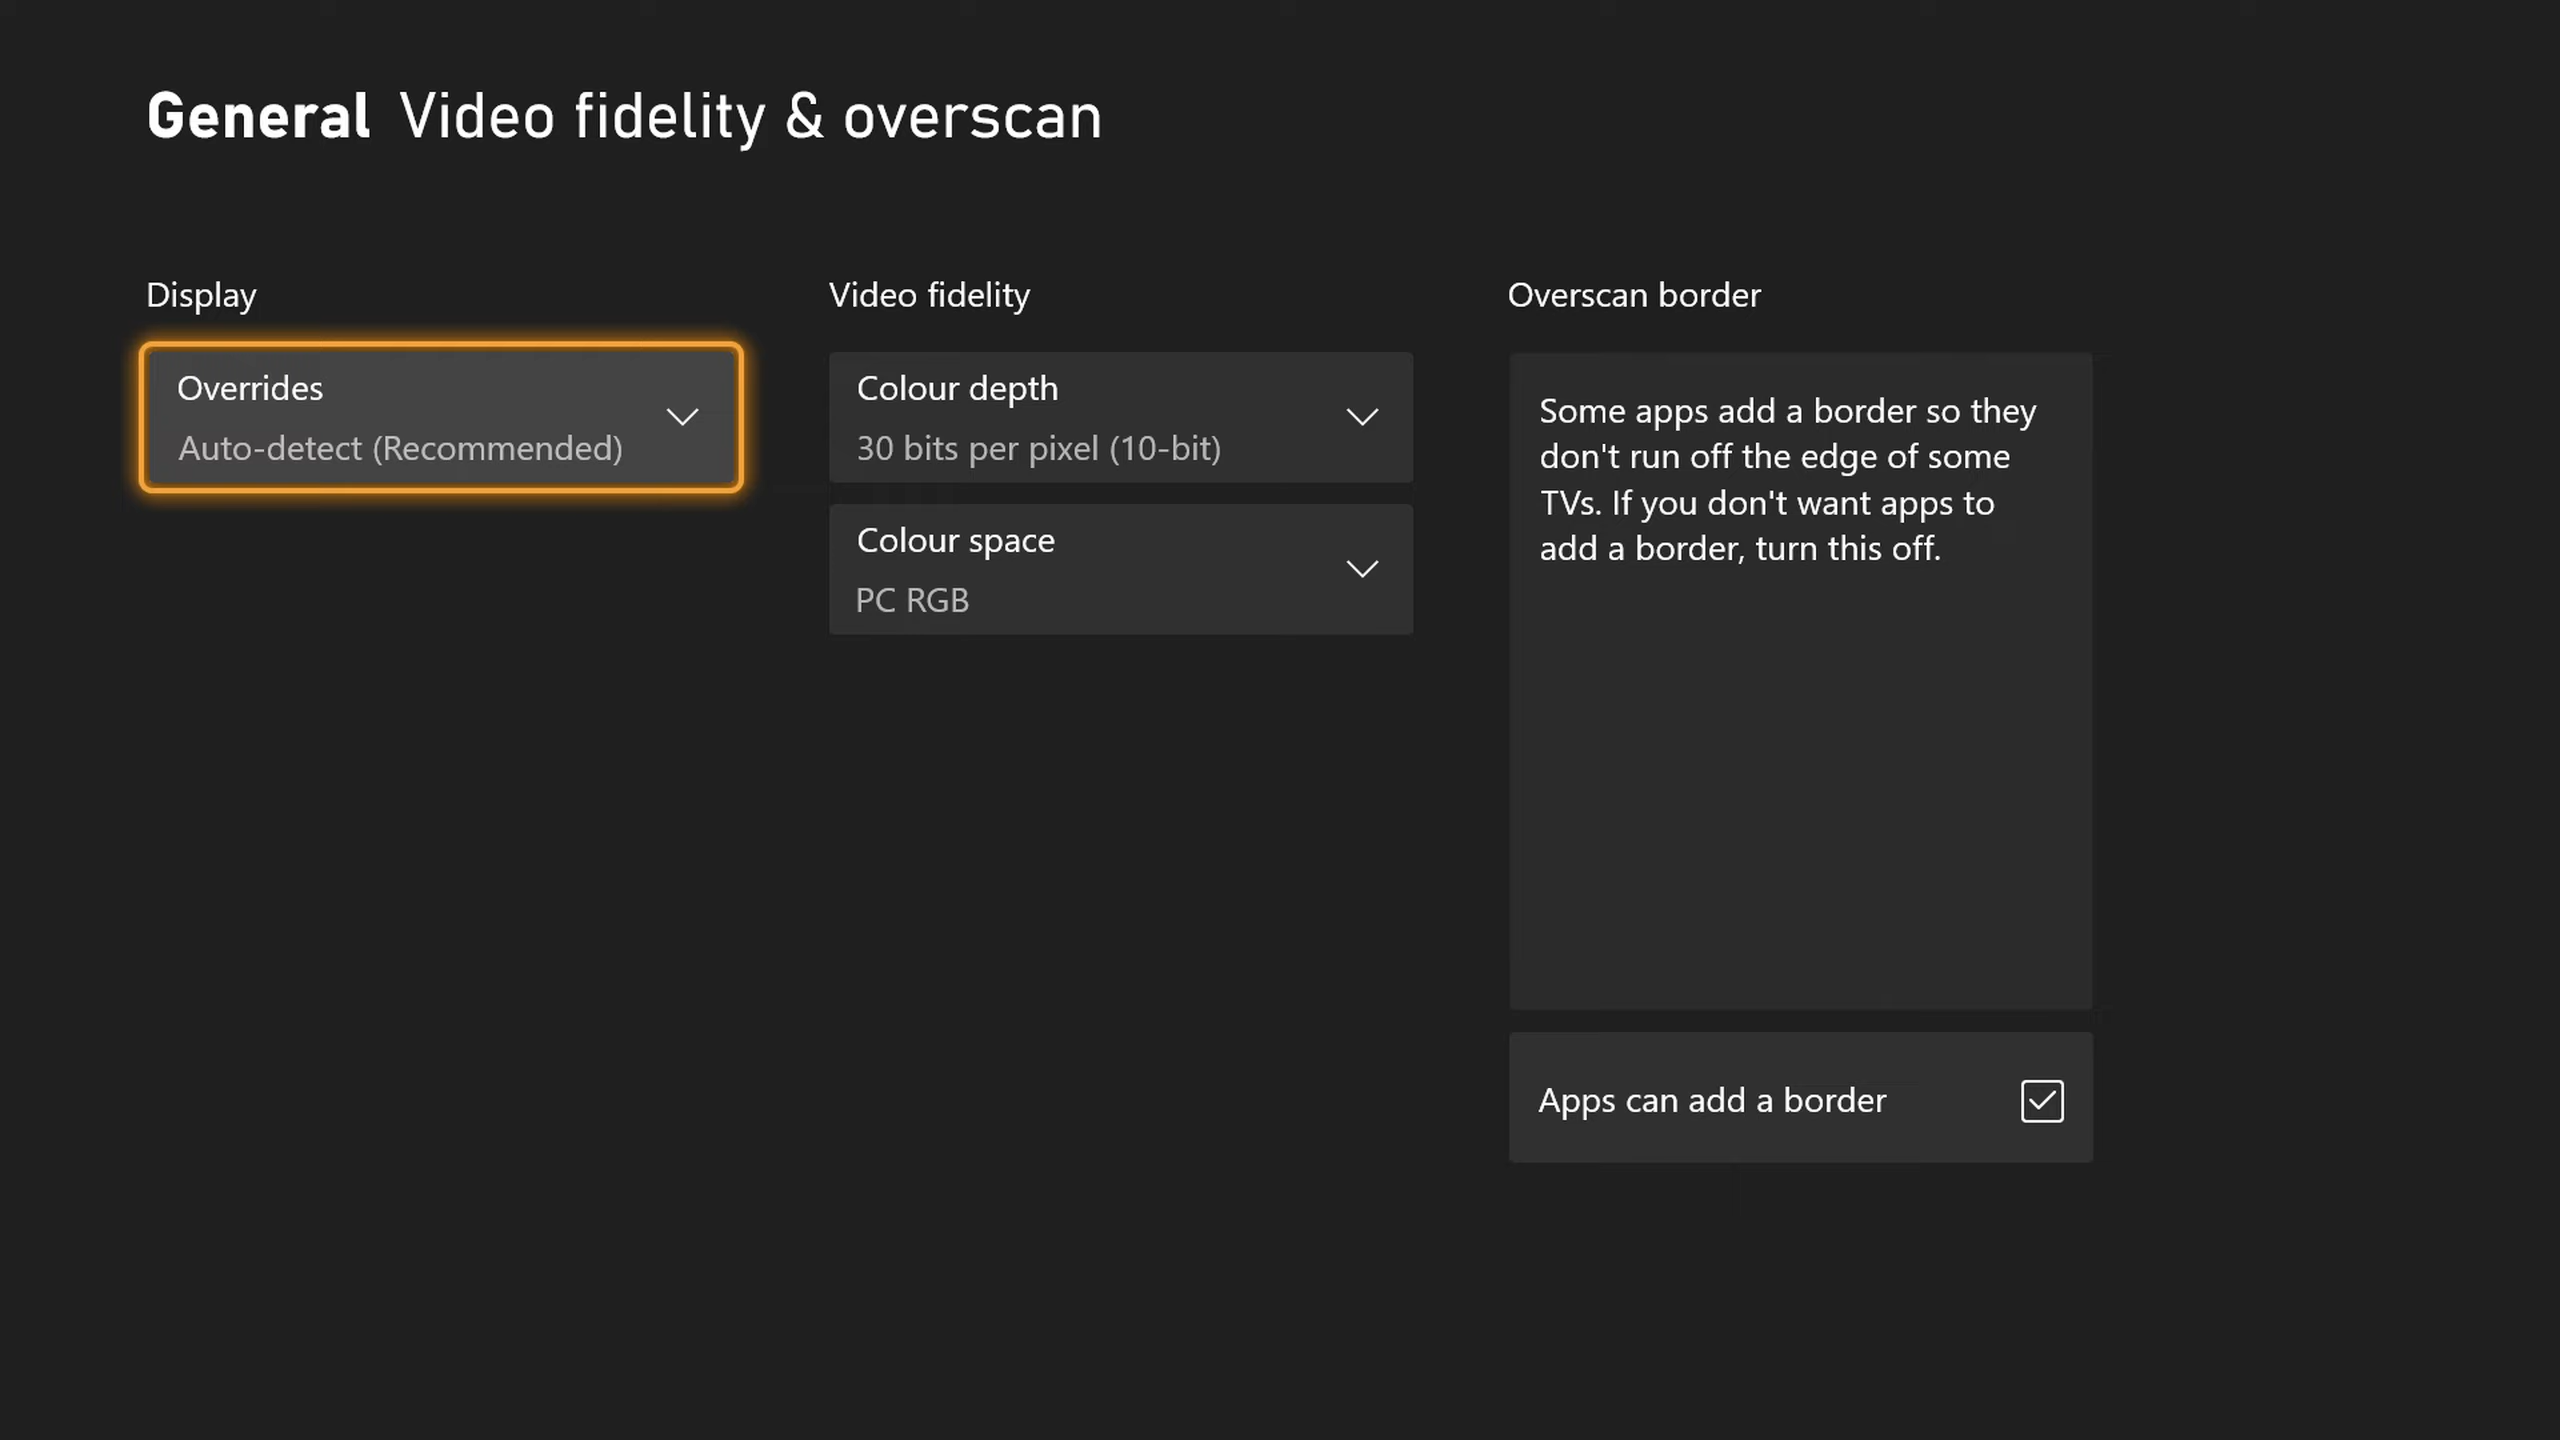 General Video fidelity & overscan
Display
Overrides
Auto-detect (Recommended)
Video fidelity
Colour depth
30 bits per pixel (10-bit)
Colour space
PC RGB
Overscan border
Some apps add a border so they
don't run off the edge of some
TVs. If you don't want apps to
add a border, turn this off.
Apps can add a border